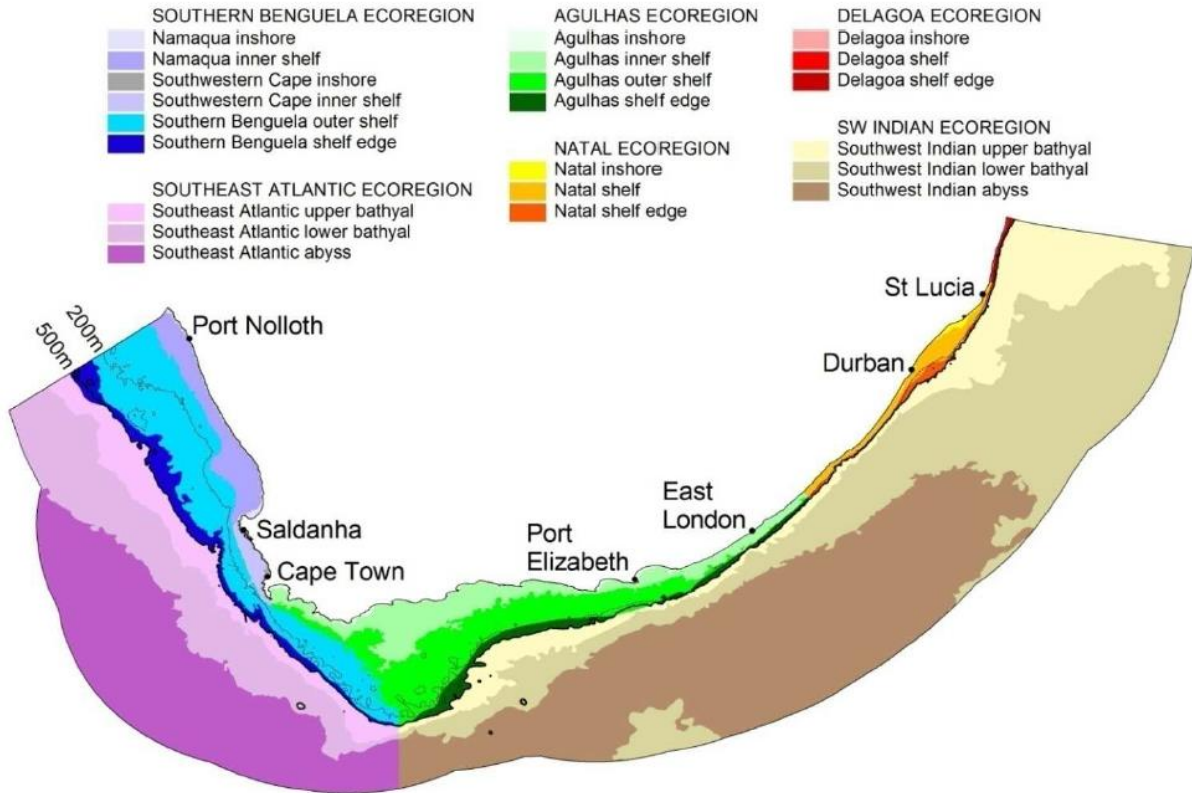 SOUTHERN BENGUELA ECOREGION
Namaqua inshore
Namaqua inner shelf
Southwestern Cape inshore
Southwestern Cape inner shelf
Southern Benguela outer shelf
Southern Benguela shelf edge
SOUTHEAST ATLANTIC ECOREGION
Southeast Atlantic upper bathyal
Southeast Atlantic lower bathyal
Southeast Atlantic abyss
AGULHAS ECOREGION
Agulhas inshore
Agulhas inner shelf
Agulhas outer shelf
Agulhas shelf edge
NATAL ECOREGION
Natal inshore
Natal shelf
Natal shelf edge
DELAGOA ECOREGION
Delagoa inshore
Delagoa shelf
Delagoa shelf edge
SW INDIAN ECOREGION
Southwest Indian upper bathyal
Southwest Indian lower bathyal
Southwest Indian abyss
200m
500m
Port Nolloth
Saldanha
Cape Town
Port
Elizabeth
East
London
Durban
St Lucia